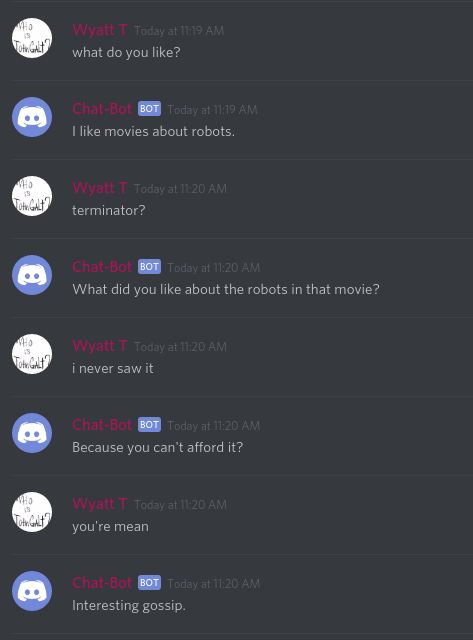 Wyatt T Today at 11:19 AM
what do you like?
Chat-Bot BOT Today at 11:19 AM
I like movies about robots.
Wyatt T Today at 11:20 AM
terminator?
Chat-Bot BOT Today at 11:20 AM
What did you like about the robots in that movie?
Wyatt T Today at 11:20 AM
i never saw it
Chat-Bot BOT Today at 11:20 AM
Because you can't afford it?
Wyatt T Today at 11:20 AM
you're mean
Chat-Bot BOT Today at 11:20 AM
Interesting gossip.
WHO
IS
JOHN GALT?
WHO
IS
JOHN GALT?
WHO
IS
JOHN GALT?
WHO
IS
JOHN GALT?